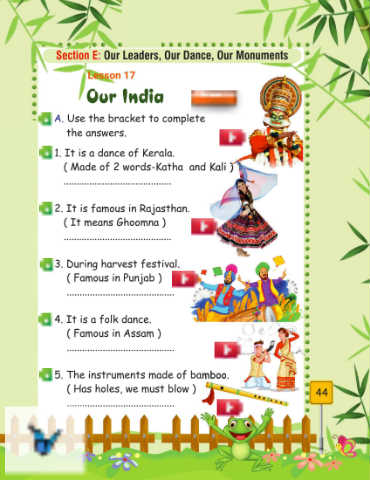 Section E: Our Leaders, Our Dance, Our Monuments
Lesson 17
Our India
A. Use the bracket to complete
the answers.
1. It is a dance of Kerala.
( Made of 2 words-Katha and Kali )
.......................................
2. It is famous in Rajasthan.
( It means Ghoomna )
.......................................
3. During harvest festival.
( Famous in Punjab )
.......................................
4. It is a folk dance.
( Famous in Assam )
.......................................
5. The instruments made of bamboo.
( Has holes, we must blow )
.......................................
44